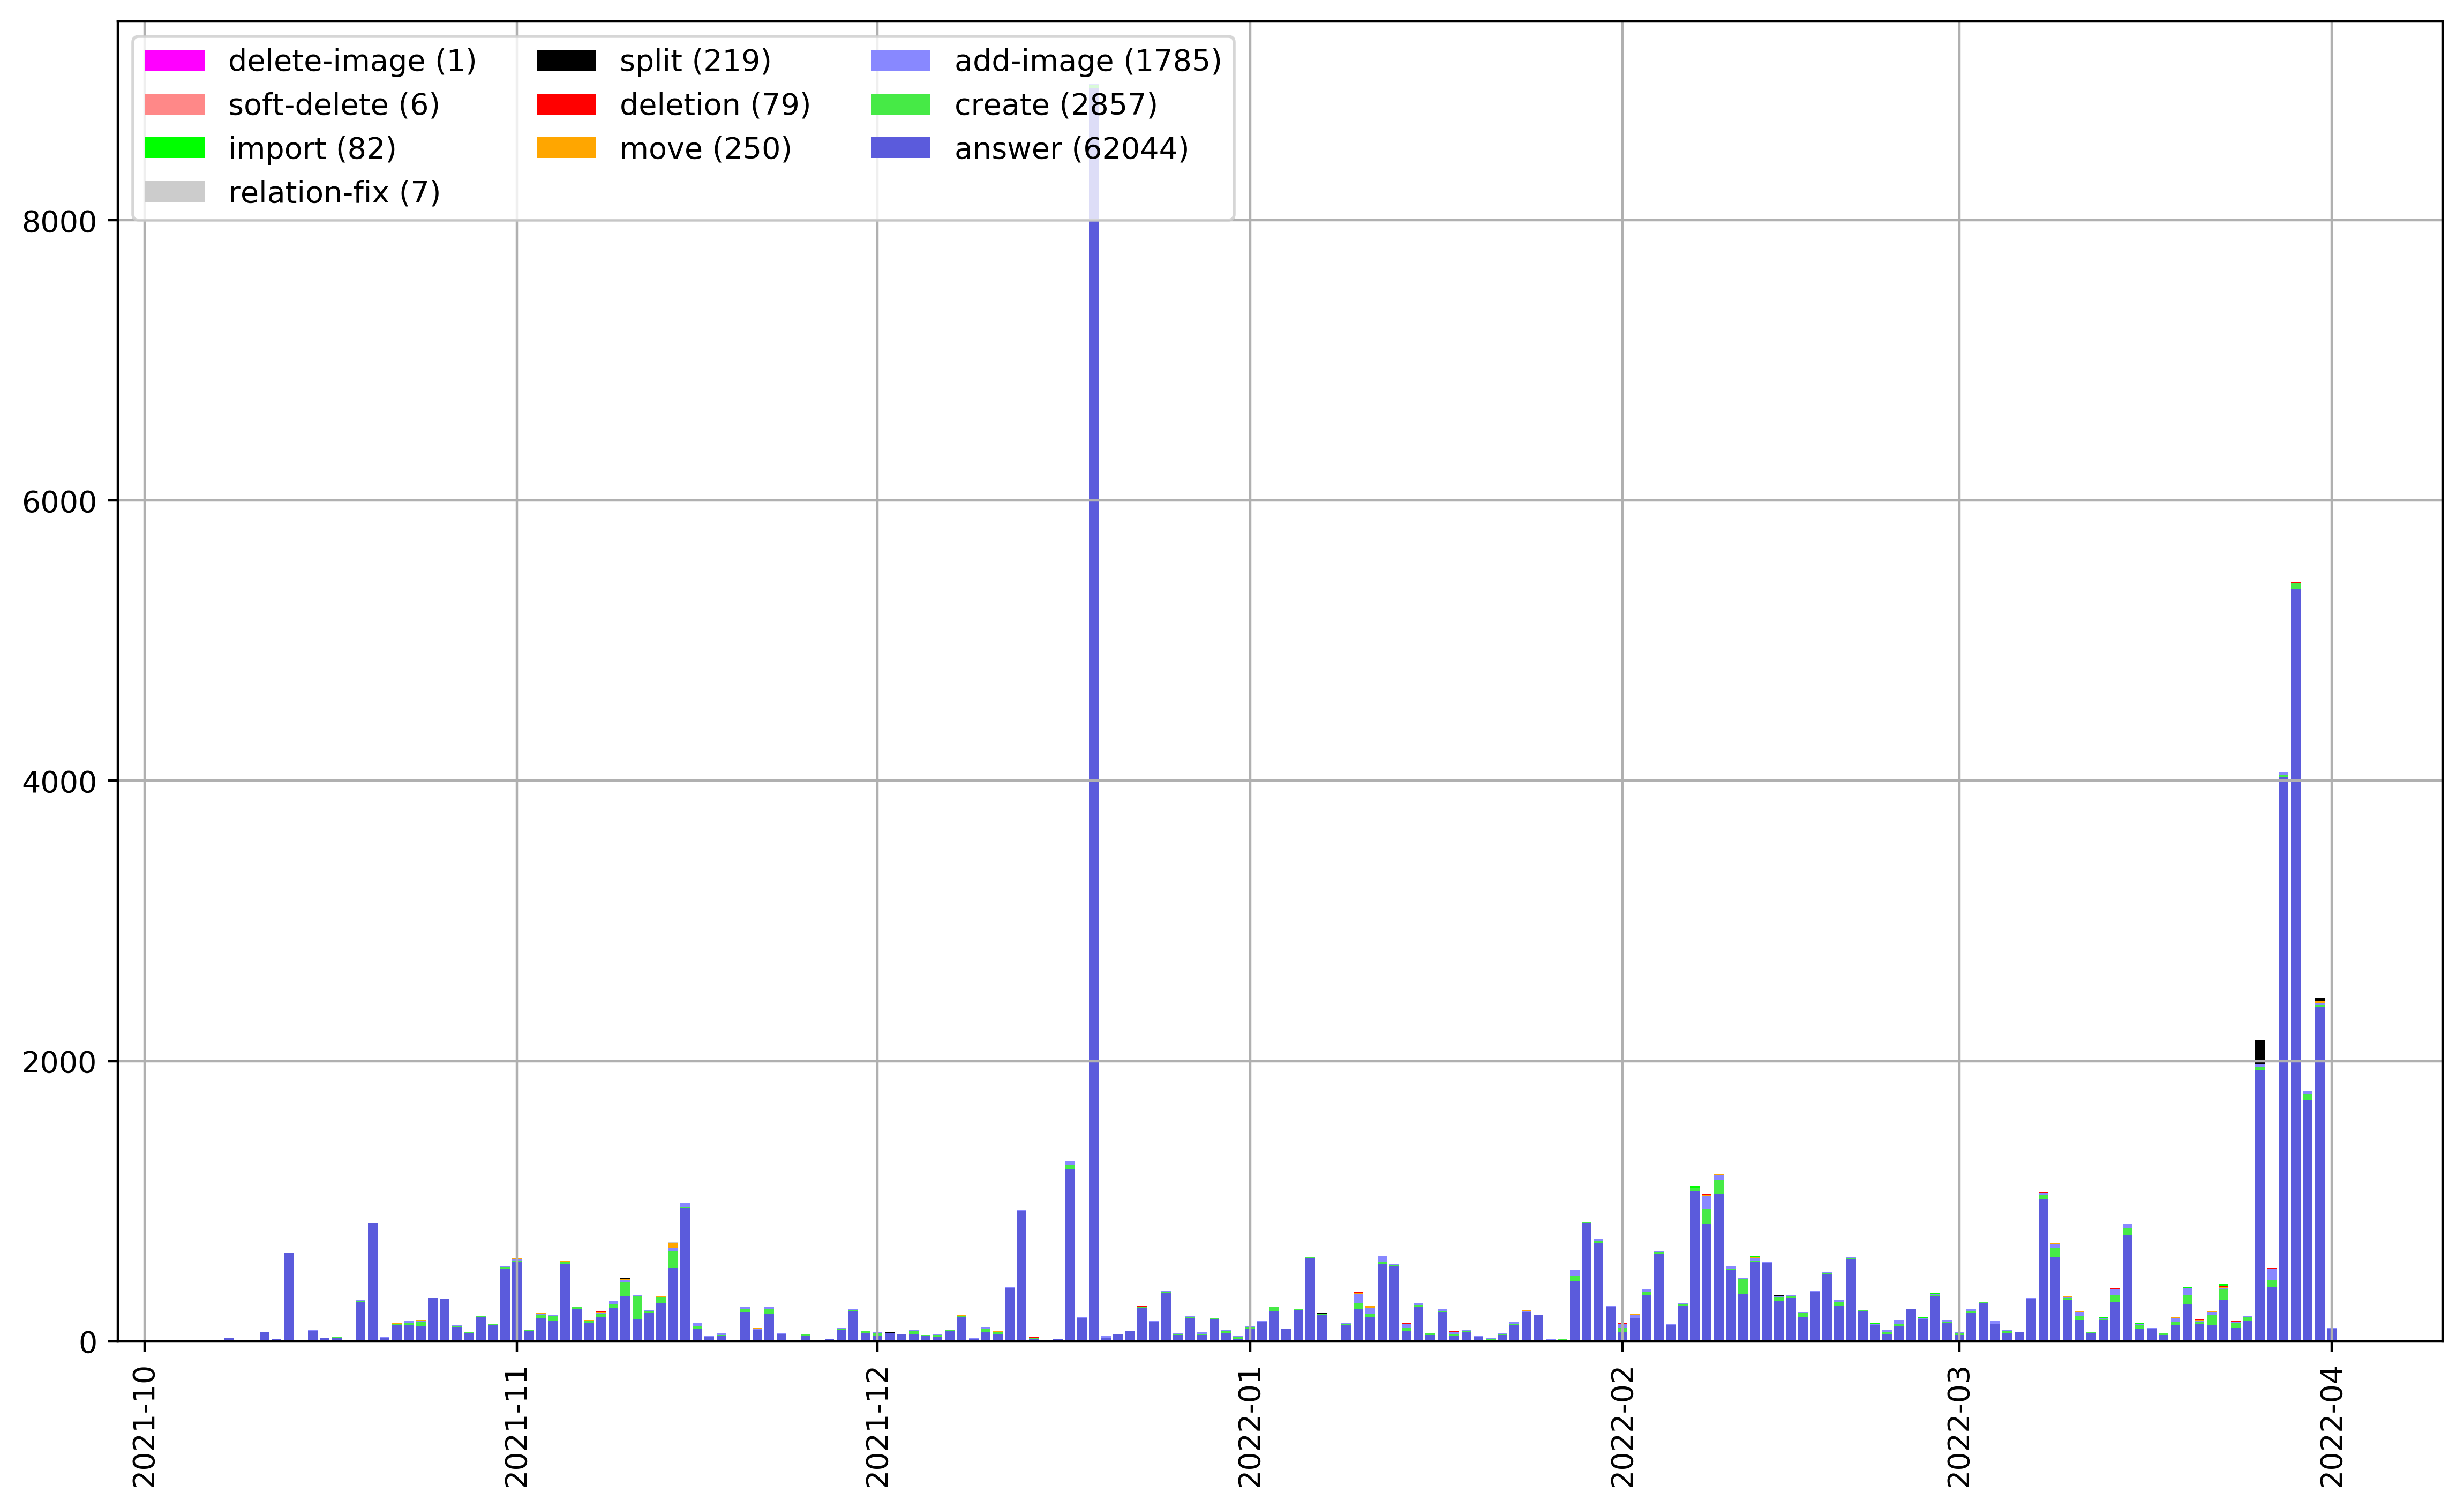 delete-image (1)
soft-delete (6)
import (82)
relation-fix (7)
split (219)
deletion (79)
move (250)
add-image (1785)
create (2857)
answer (62044)
8000
6000
4000
2000
0
2021-10
2021-11
2021-12
2022-01
2022-02
2022-03
2022-04